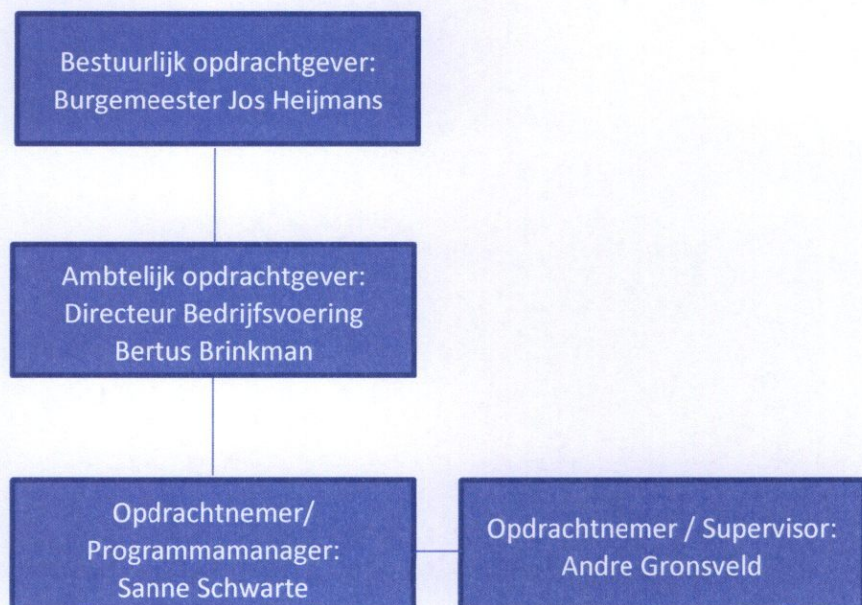 Bestuurlijk opdrachtgever:
Burgemeester Jos Heijmans
Ambtelijk opdrachtgever:
Directeur Bedrijfsvoering
Bertus Brinkman
Opdrachtnemer/
Programmamanager:
Sanne Schwarte
Opdrachtnemer / Supervisor:
Andre Gronsveld